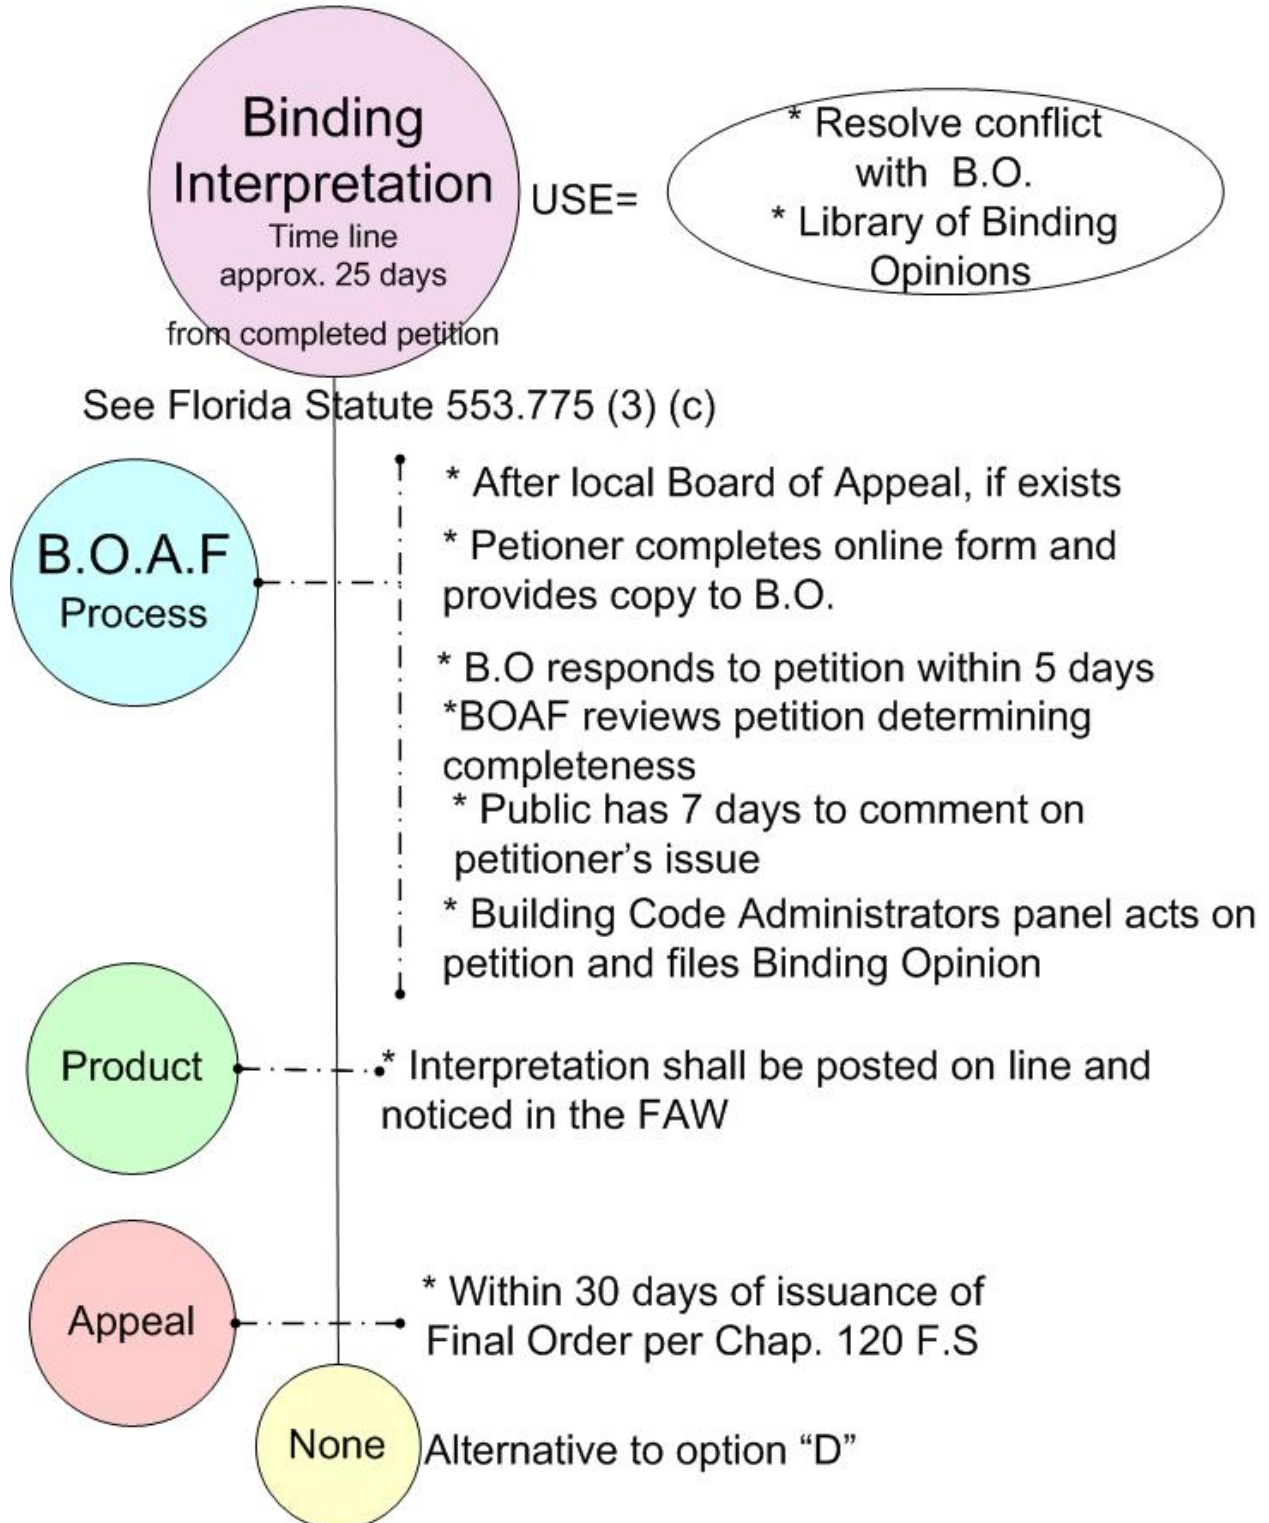 Binding
Interpretation
Time line
approx. 25 days
from completed petition
USE=
* Resolve conflict
with B.O.
* Library of Binding
Opinions
See Florida Statute 553.775 (3) (c)
B.O.A.F
Process
* After local Board of Appeal, if exists
* Petioner completes online form and
provides copy to B.O.
* B.O responds to petition within 5 days
*BOAF reviews petition determining
completeness
* Public has 7 days to comment on
petitioner’s issue
* Building Code Administrators panel acts on
petition and files Binding Opinion
Product
* Interpretation shall be posted on line and
noticed in the FAW
Appeal
* Within 30 days of issuance of
Final Order per Chap. 120 F.S
None
Alternative to option “D”